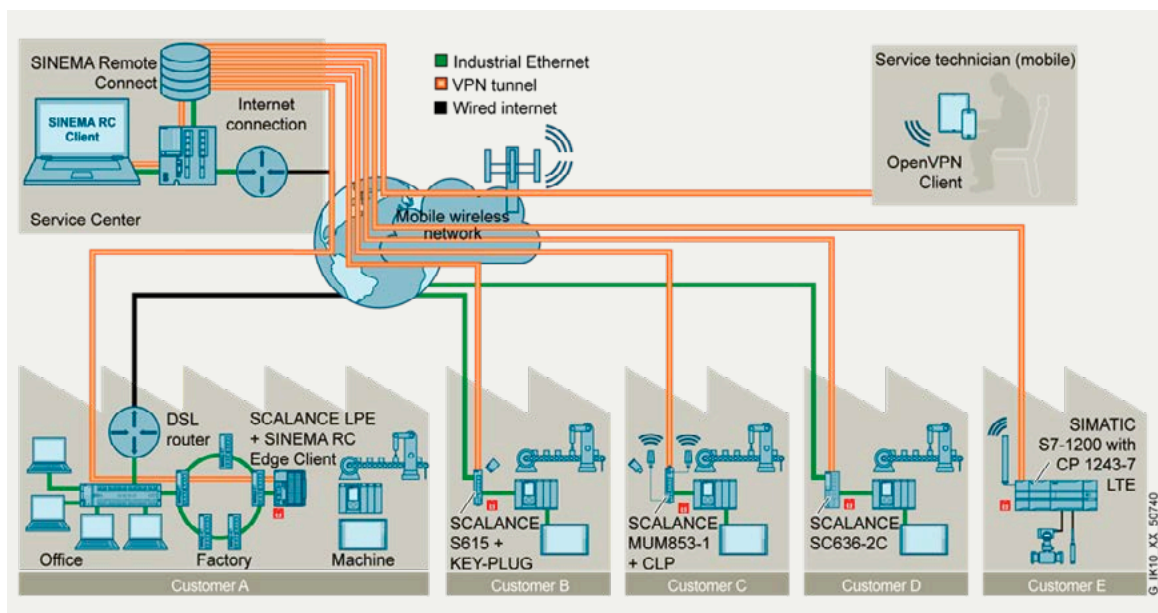 SINEMA Remote
Connect
Internet
connection
SINEMA RC
Client
Service Center
Industrial Ethernet
VPN tunnel
Wired internet
Mobile wireless
network
Service technician (mobile)
OpenVPN
Client
DSL
router
SCALANCE LPE
+ SINEMA RC
Edge Client
Office
Factory
Machine
Customer A
SCALANCE
S615 +
KEY-PLUG
Customer B
SCALANCE
MUM853-1
+ CLP
Customer C
SCALANCE
SC636-2C
Customer D
SIMATIC
S7-1200 with
CP 1243-7
LTE
Customer E
G_IK10_XX_50740